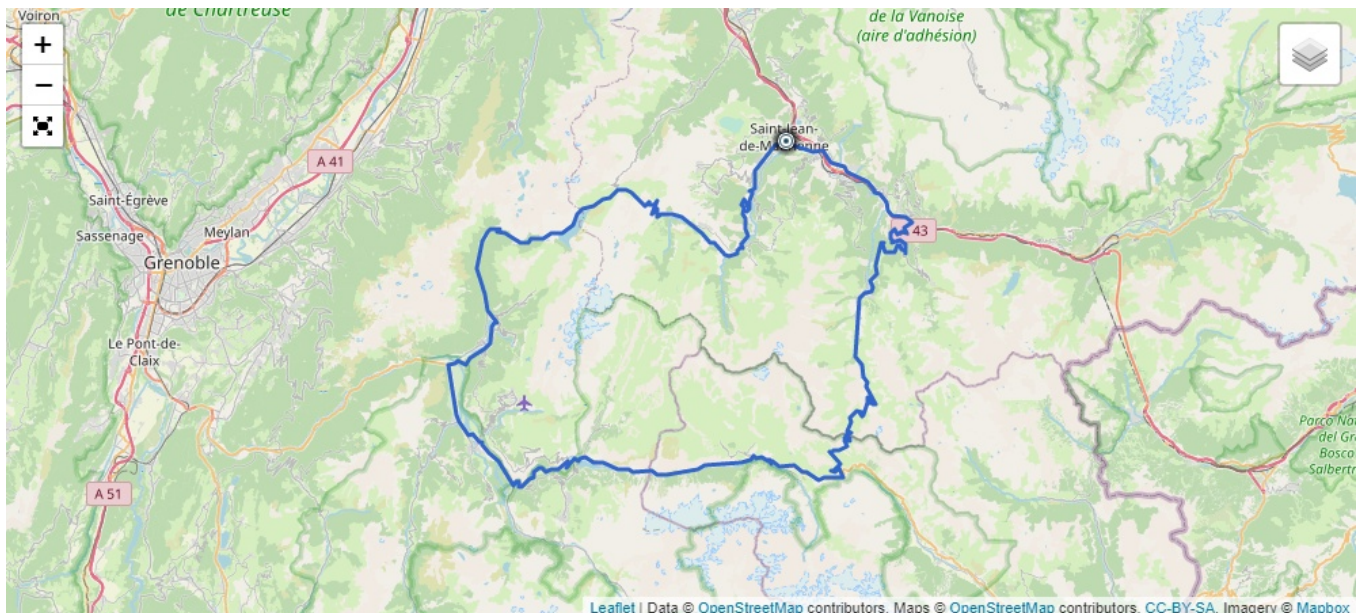 de Chartreuse
Voiron
+
−
de la Vanoise
(aire d'adhésion)
Saint-Jean-
de-Maurienne
A 41
Saint-Égrève
Sassenage
Meylan
Grenoble
43
Le Pont-de-
Claix
A 51
Parco Na
del Gr
Bosco
Salbertr
Leaflet | Data © OpenStreetMap contributors, Maps © OpenStreetMap contributors, CC-BY-SA, Imagery © Mapbox